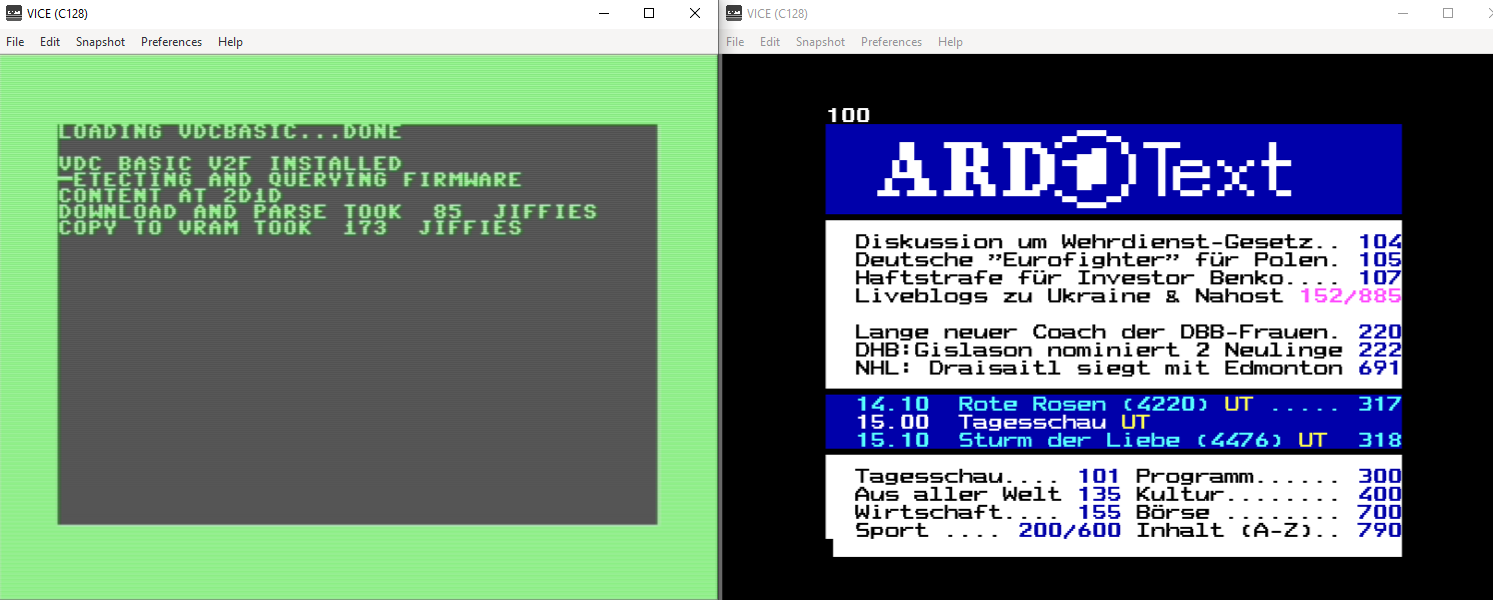 VICE (C128)
File Edit Snapshot Preferences Help
LOADING VDCBASIC...DONE
VDC BASIC V2F INSTALLED
ETECTING AND QUERYING FIRMWARE
CONTENT AT 2D1D
DOWNLOAD AND PARSE TOOK 85 JIFFIES
COPY TO VRAM TOOK 173 JIFFIES
VICE (C128)
File Edit Snapshot Preferences Help
100
ARD Text
Diskussion um Wehrdienst-Gesetz.. 104
Deutsche ”Eurofighter” für Polen. 105
Haftstrafe für Investor Benko.... 107
Liveblogs zu Ukraine & Nahost 152/885
Lange neuer Coach der DBB-Frauen. 220
DHB:Gislason nominiert 2 Neulinge 222
NHL: Draisaitl siegt mit Edmonton 691
14.10 Rote Rosen (4220) UT ..... 317
15.00 Tagesschau UT
15.10 Sturm der Liebe (4476) UT 318
Tagesschau.... 101 Programm...... 300
Aus aller Welt 135 Kultur........ 400
Wirtschaft.... 155 Börse ........ 700
Sport .... 200/600 Inhalt (A-Z).. 790